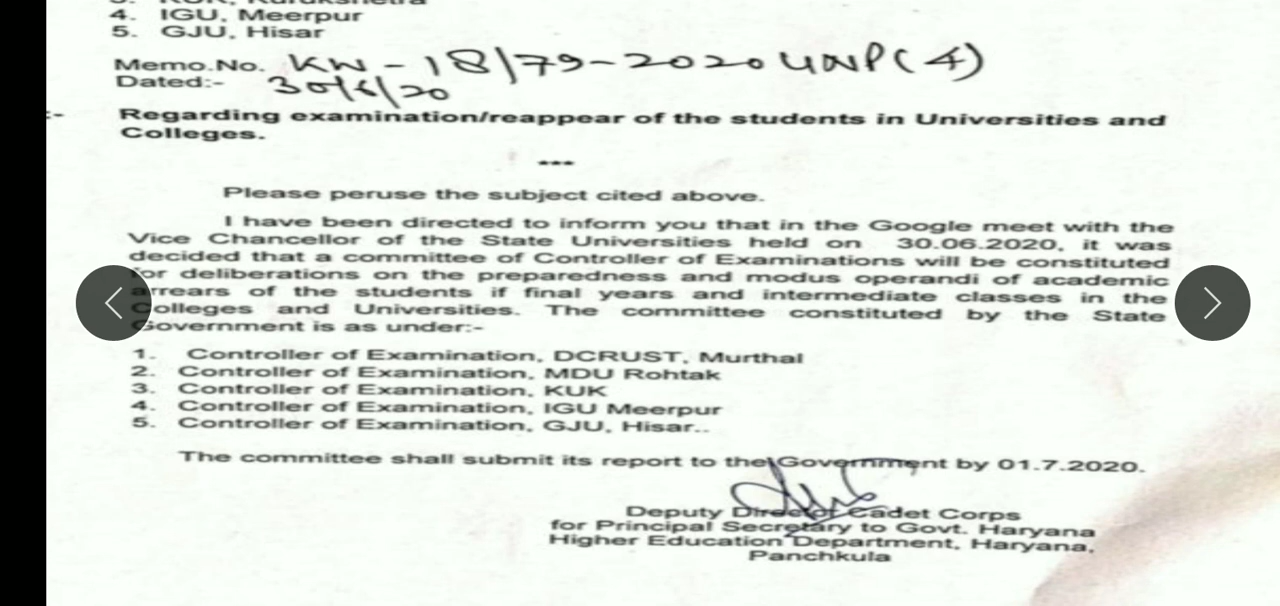 4. IGU, Meerpur
5. GJU, Hisar
Memo.No. KW-18/79-2020 UNP(4)
Dated:- 30/6/20
:- Regarding examination/reappear of the students in Universities and
Colleges.
***
Please peruse the subject cited above.
I have been directed to inform you that in the Google meet with the
Vice Chancellor of the State Universities held on 30.06.2020, it was
decided that a committee of Controller of Examinations will be constituted
for deliberations on the preparedness and modus operandi of academic
arrears of the students if final years and intermediate classes in the
Colleges and Universities. The committee constituted by the State
Government is as under:-
1. Controller of Examination, DCRUST, Murthal
2. Controller of Examination, MDU Rohtak
3. Controller of Examination, KUK
4. Controller of Examination, IGU Meerpur
5. Controller of Examination, GJU, Hisar..
The committee shall submit its report to the Government by 01.7.2020.
Deputy Director Cadet Corps
for Principal Secretary to Govt. Haryana
Higher Education Department, Haryana,
Panchkula